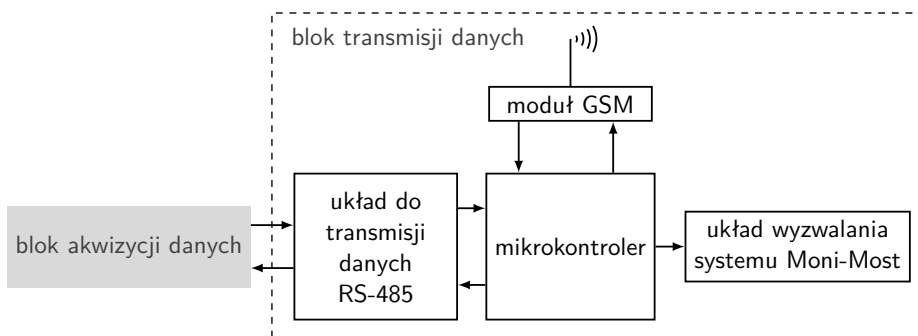 blok transmisji danych
moduł GSM
układ do
transmisji
danych
RS-485
mikrokontroler
układ wyzwalania
systemu Moni-Most
blok akwizycji danych